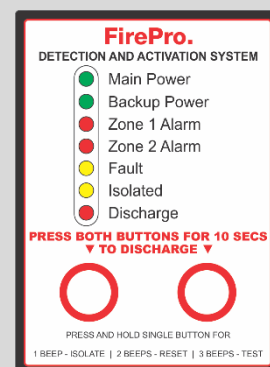 FirePro.
DETECTION AND ACTIVATION SYSTEM
Main Power
Backup Power
Zone 1 Alarm
Zone 2 Alarm
Fault
Isolated
Discharge
PRESS BOTH BUTTONS FOR 10 SECS
▼ TO DISCHARGE ▼
PRESS AND HOLD SINGLE BUTTON FOR
1 BEEP - ISOLATE | 2 BEEPS - RESET | 3 BEEPS - TEST